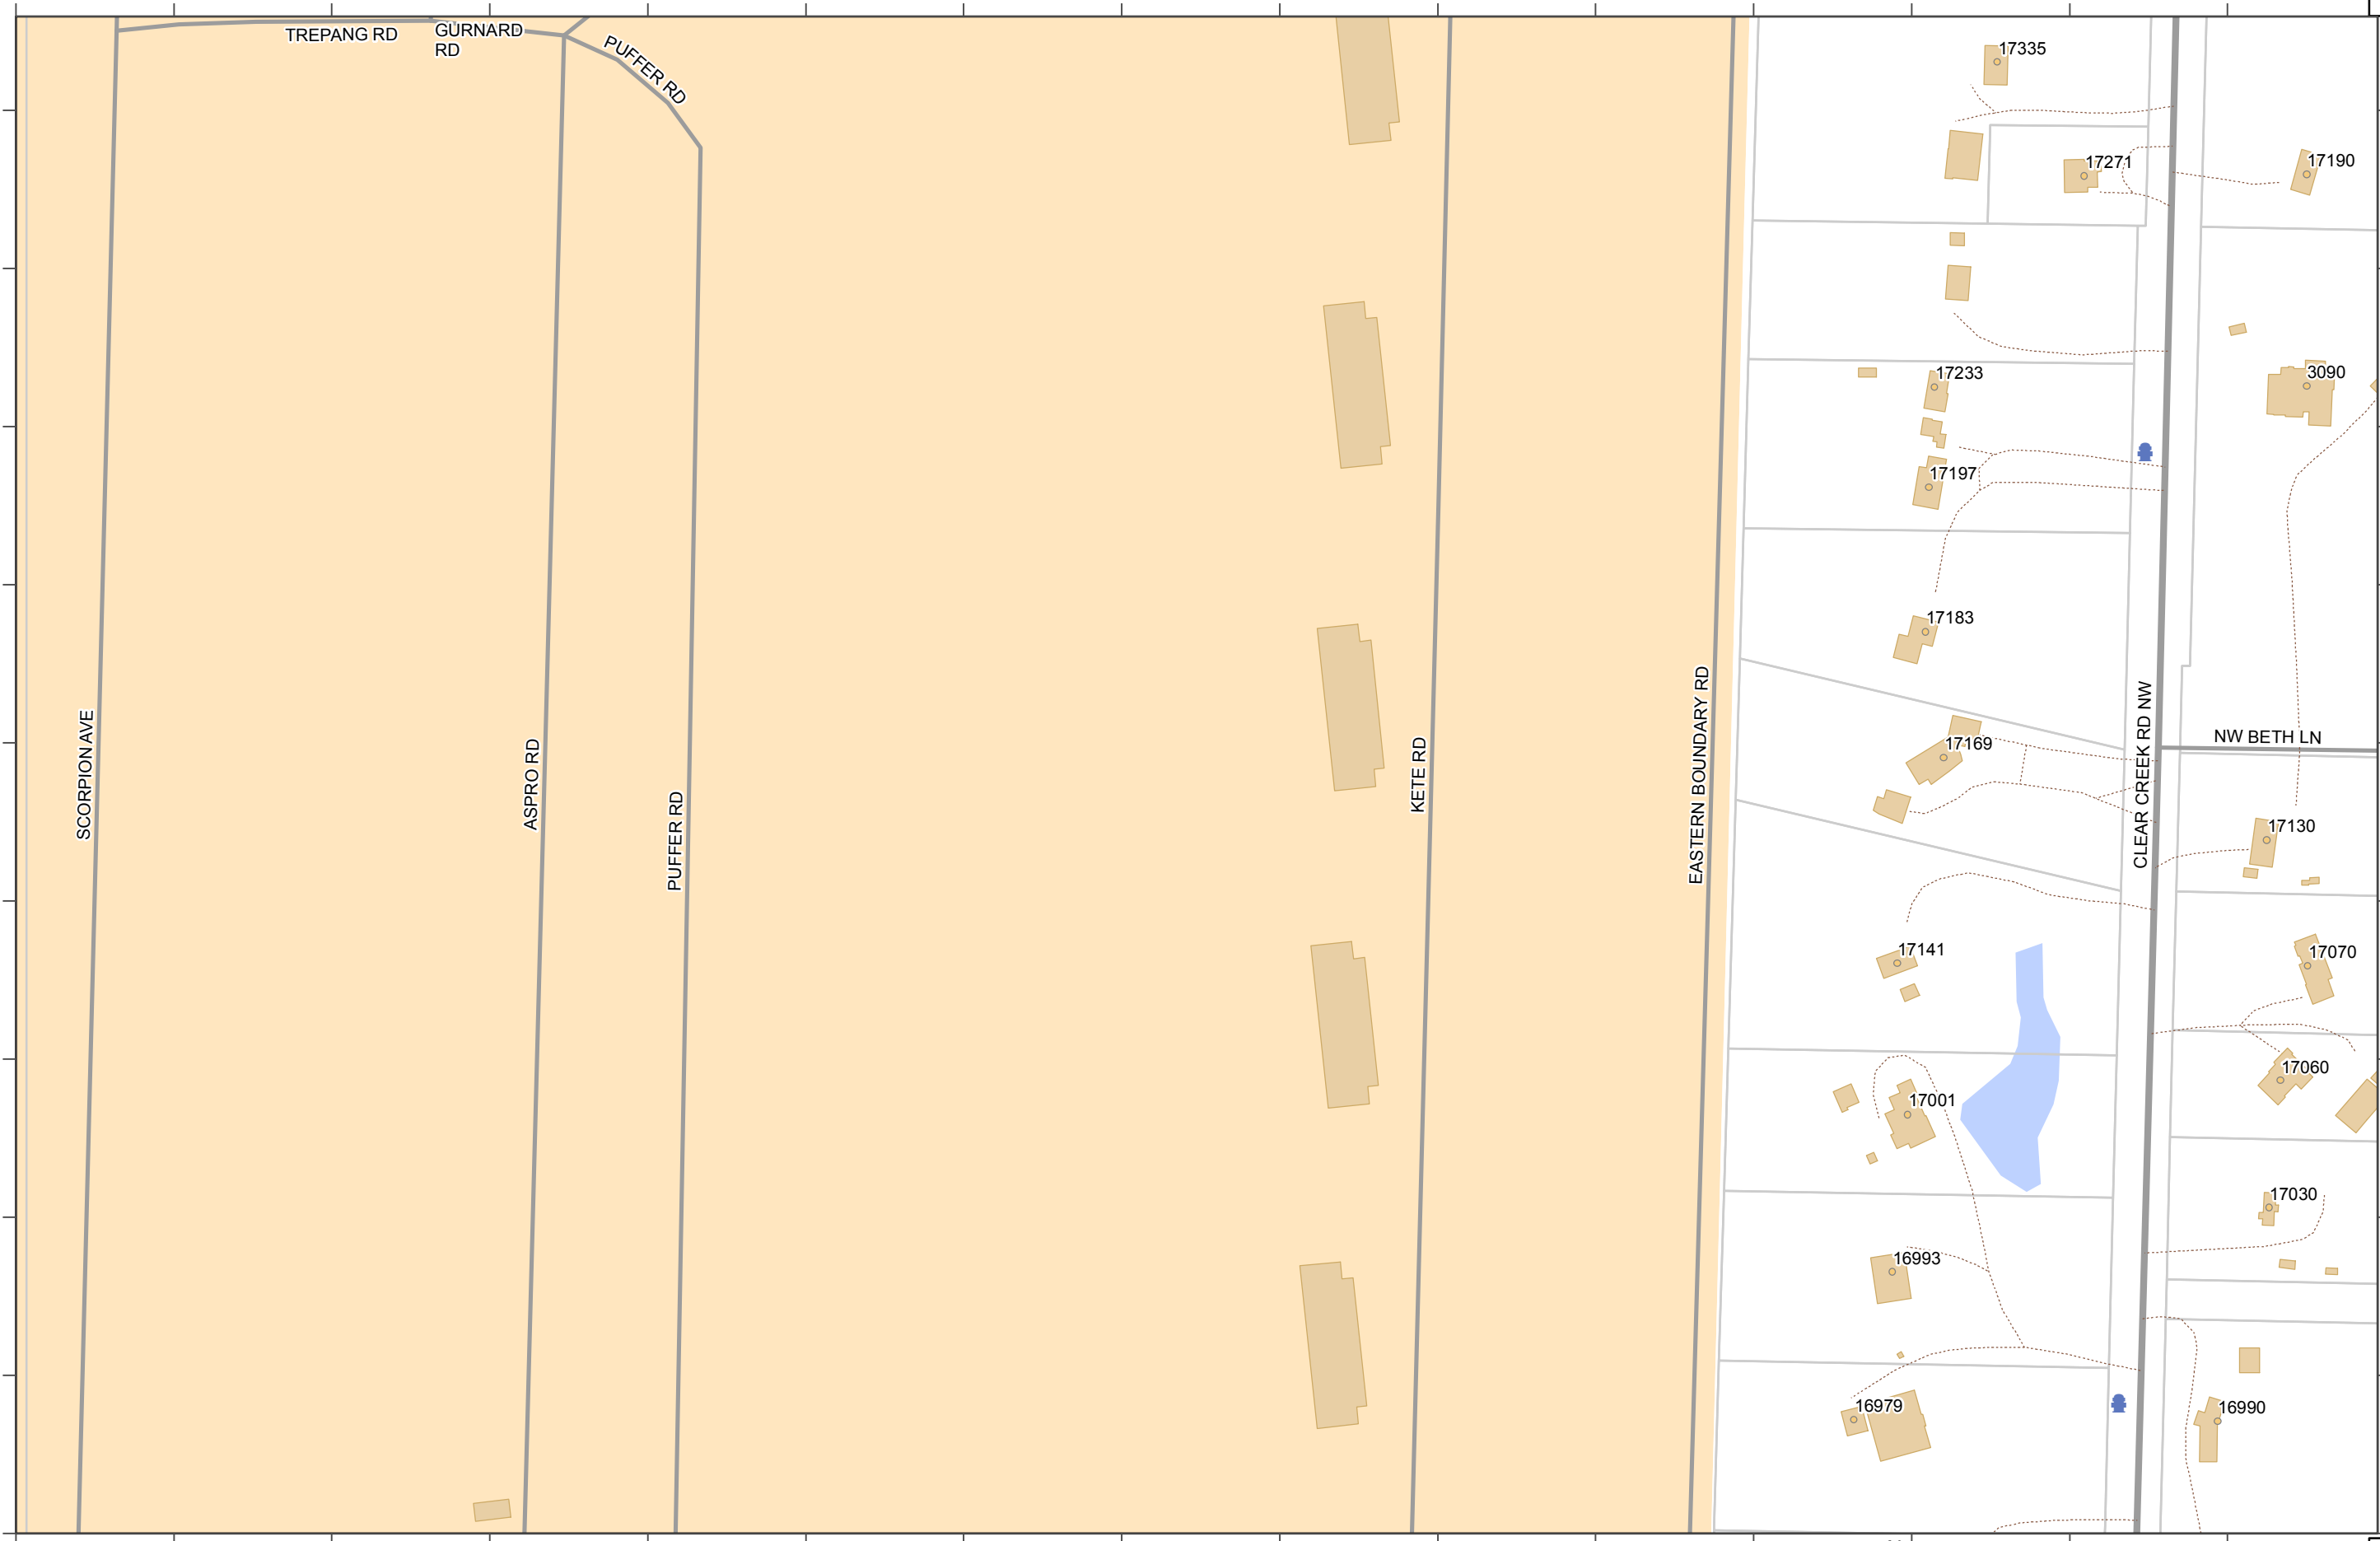 TREPANG RD
GURNARD
RD
PUFFER RD
17335
17271
17190
17233
3090
17197
17183
SCORPION AVE
ASPRO RD
PUFFER RD
KETE RD
EASTERN BOUNDARY RD
CLEAR CREEK RD NW
NW BETH LN
17169
17130
17141
17070
17060
17001
17030
16993
16979
16990